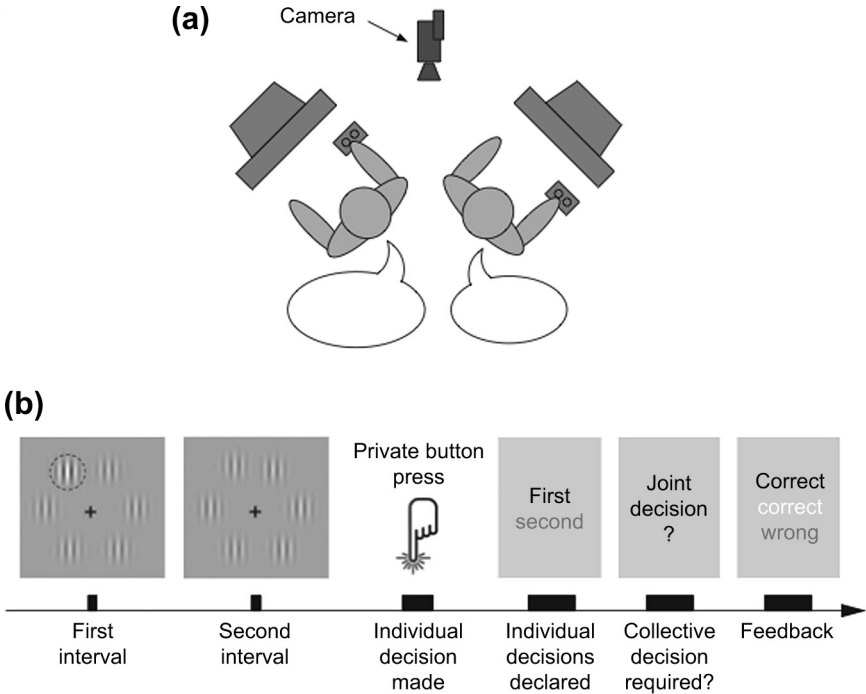 (a)
Camera
(b)
Private button
press
First
second
Joint
decision
?
Correct
correct
wrong
First
interval
Second
interval
Individual
decision
made
Individual
decisions
declared
Collective
decision
required?
Feedback